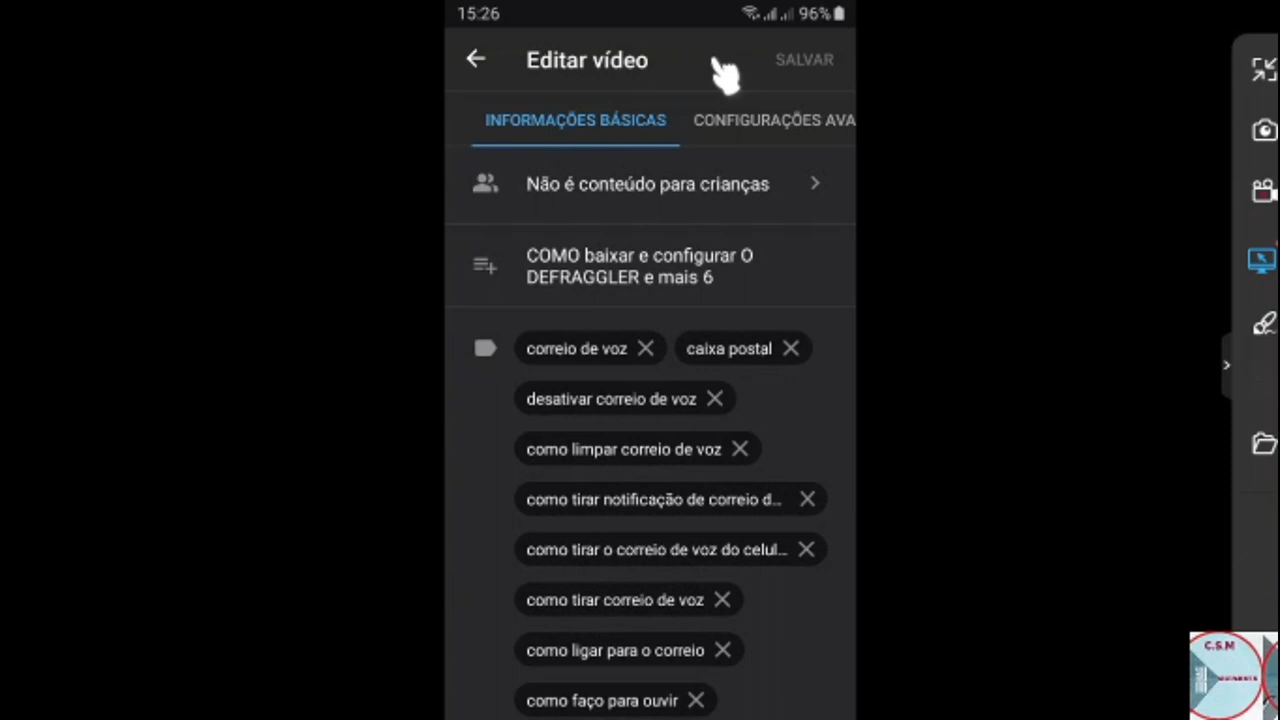 15:26
96%
Editar vídeo
SALVAR
INFORMAÇÕES BÁSICAS
CONFIGURAÇÕES AVA
Não é conteúdo para crianças
COMO baixar e configurar O
DEFRAGGLER e mais 6
correio de voz
caixa postal
desativar correio de voz
como limpar correio de voz
como tirar notificação de correio d...
como tirar o correio de voz do celul...
como tirar correio de voz
como ligar para o correio
como faço para ouvir
C.S.M